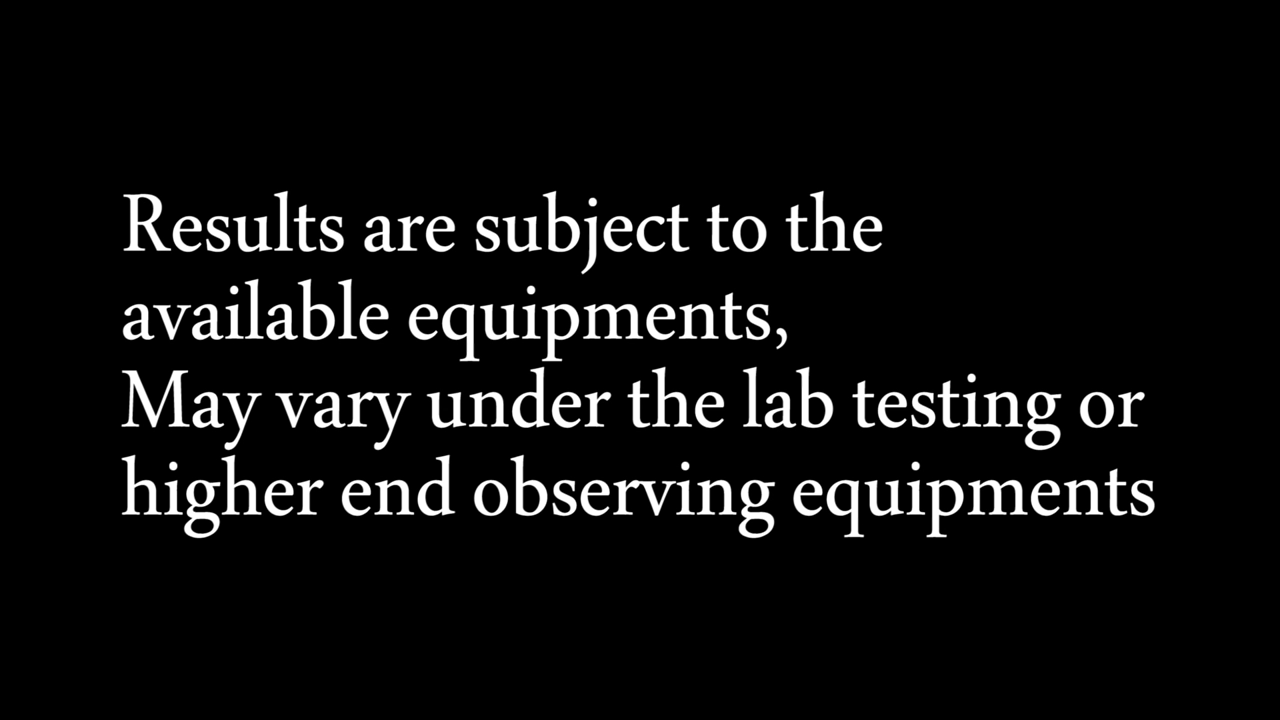 Results are subject to the
available equipments,
May vary under the lab testing or
higher end observing equipments